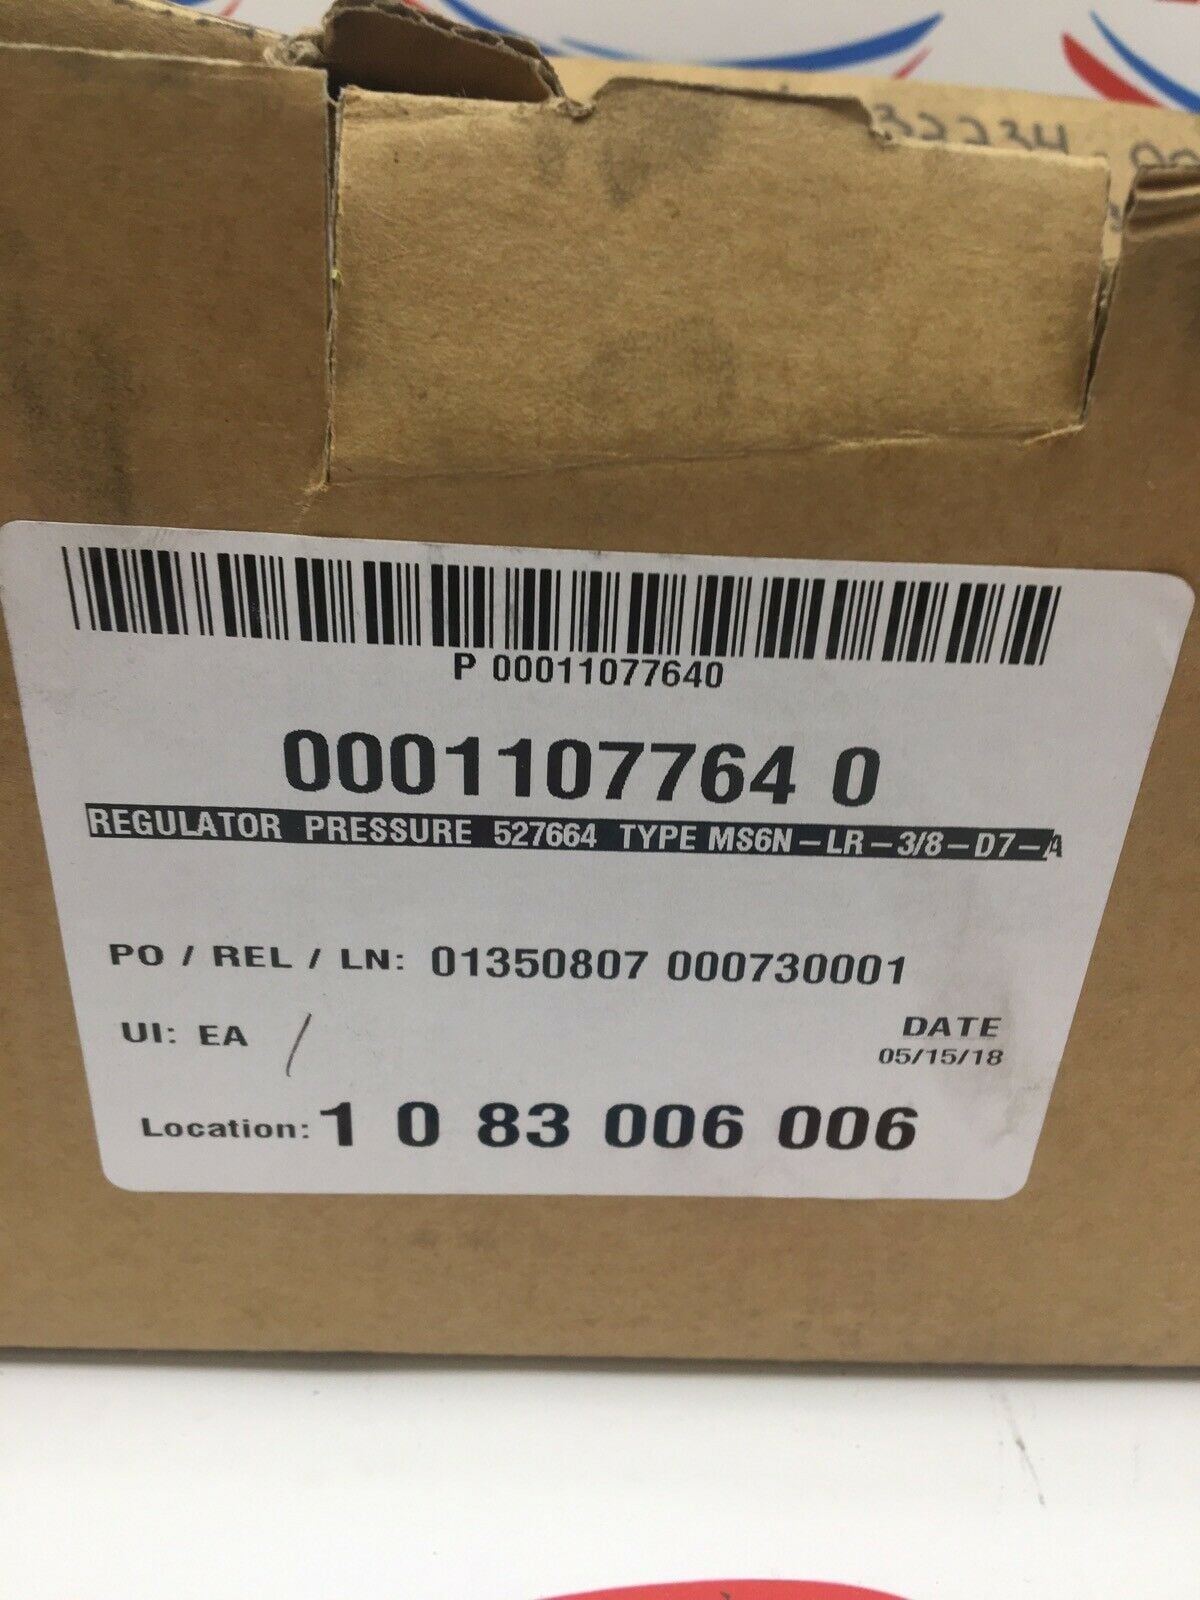 32234
P 00011077640
0001107764 0
REGULATOR PRESSURE 527664 TYPE MS6N-LR-3/8-D7-A
PO / REL / LN: 01350807 000730001
UI: EA /
DATE
05/15/18
Location: 1 0 83 006 006